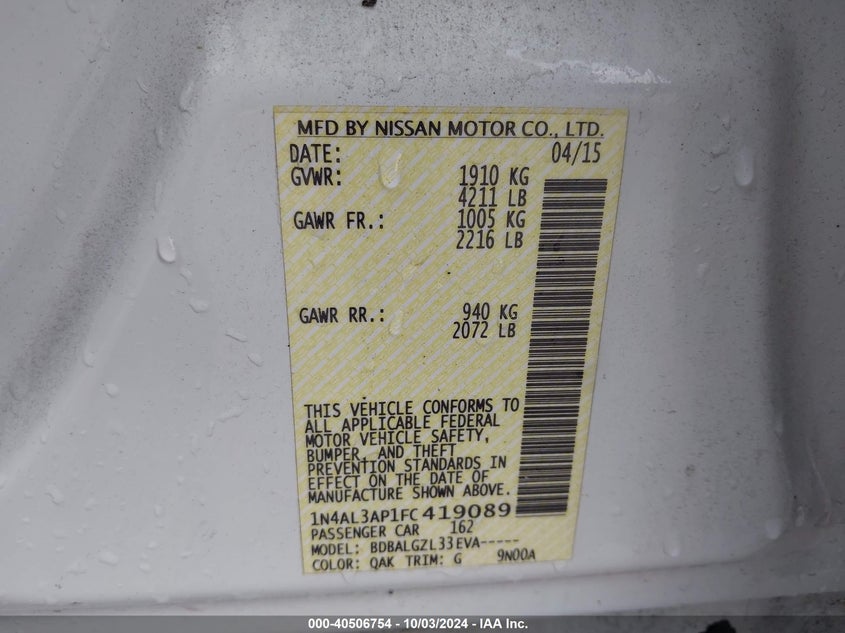 MFD BY NISSAN MOTOR CO., LTD.
DATE: 04/15
GVWR: 1910 KG
4211 LB
GAWR FR.: 1005 KG
2216 LB
GAWR RR.: 940 KG
2072 LB
THIS VEHICLE CONFORMS TO
ALL APPLICABLE FEDERAL
MOTOR VEHICLE SAFETY,
BUMPER, AND THEFT
PREVENTION STANDARDS IN
EFFECT ON THE DATE OF
MANUFACTURE SHOWN ABOVE.
1N4AL3AP1FC419089
PASSENGER CAR 162
MODEL: BDBALGZL33EVA-----
COLOR: QAK TRIM: G 9N00A
000-40506754 - 10/03/2024 - IAA Inc.